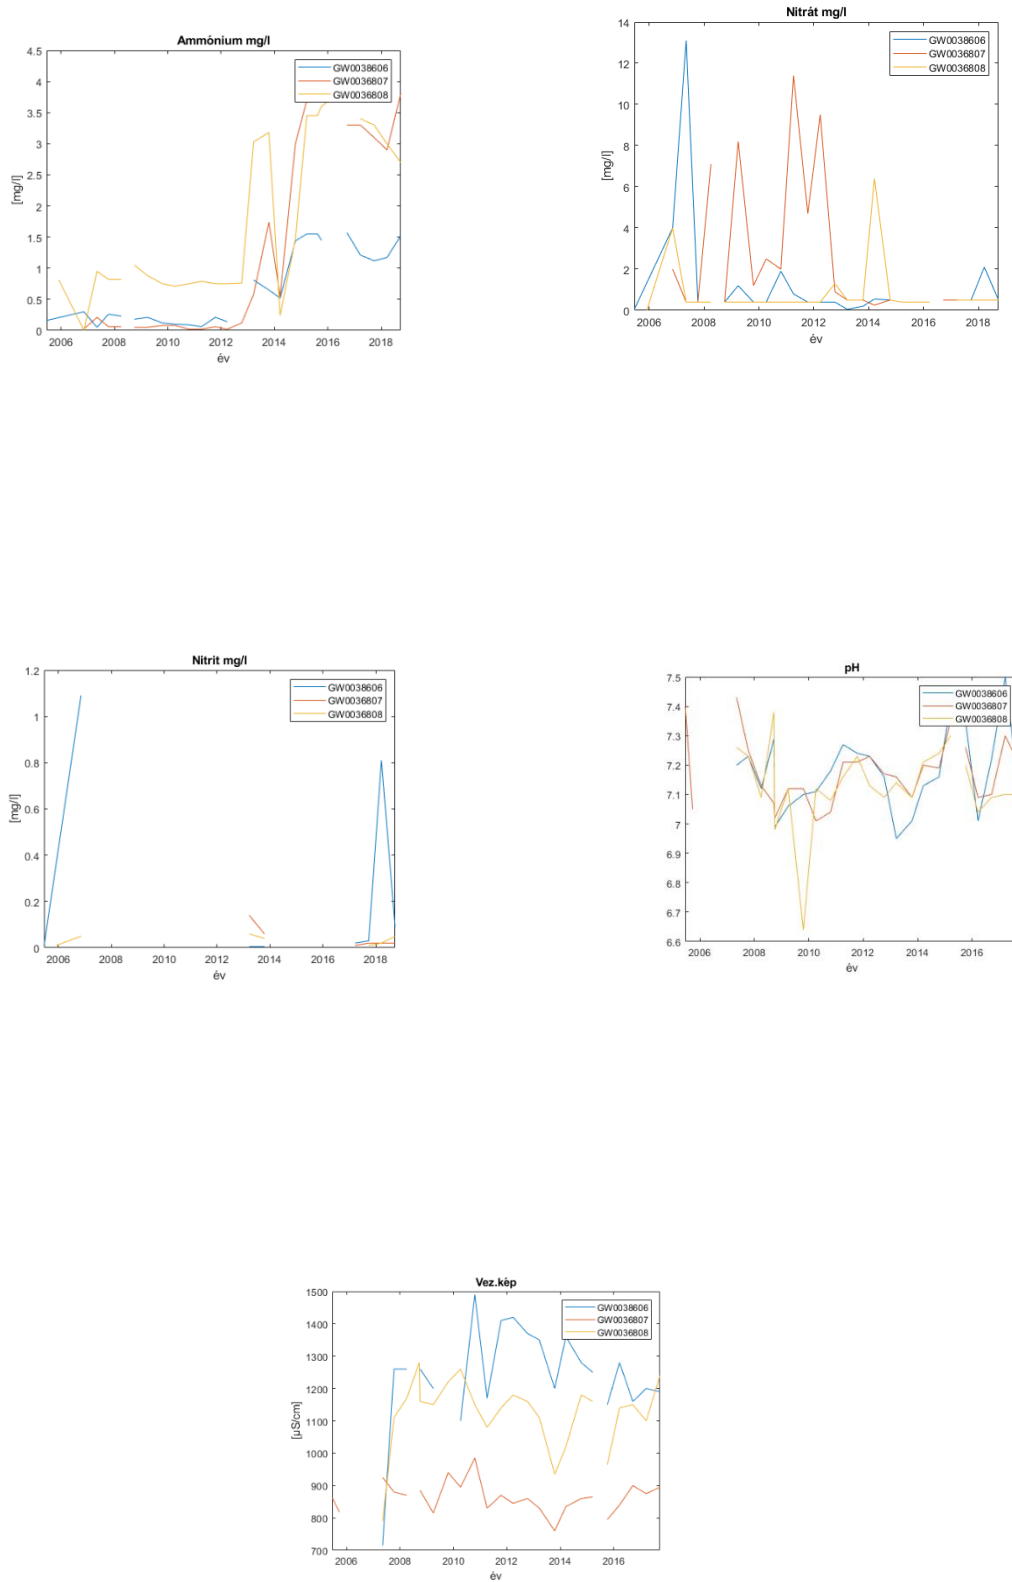 Ammónium mg/l
4.5
4
3.5
3
2.5
2
1.5
1
0.5
0
[mg/l]
GW0038606
GW0036807
GW0036808
2006 2008 2010 2012 2014 2016 2018
év
Nitrát mg/l
14
12
10
8
6
4
2
0
[mg/l]
GW0038606
GW0036807
GW0036808
2006 2008 2010 2012 2014 2016 2018
év
Nitrit mg/l
1.2
1
0.8
0.6
0.4
0.2
0
[mg/l]
GW0038606
GW0036807
GW0036808
2006 2008 2010 2012 2014 2016 2018
év
pH
7.5
7.4
7.3
7.2
7.1
7
6.9
6.8
6.7
6.6
GW0038606
GW0036807
GW0036808
2006 2008 2010 2012 2014 2016
év
Vez.kép
1500
1400
1300
1200
1100
1000
900
800
700
[µS/cm]
GW0038606
GW0036807
GW0036808
2006 2008 2010 2012 2014 2016
év